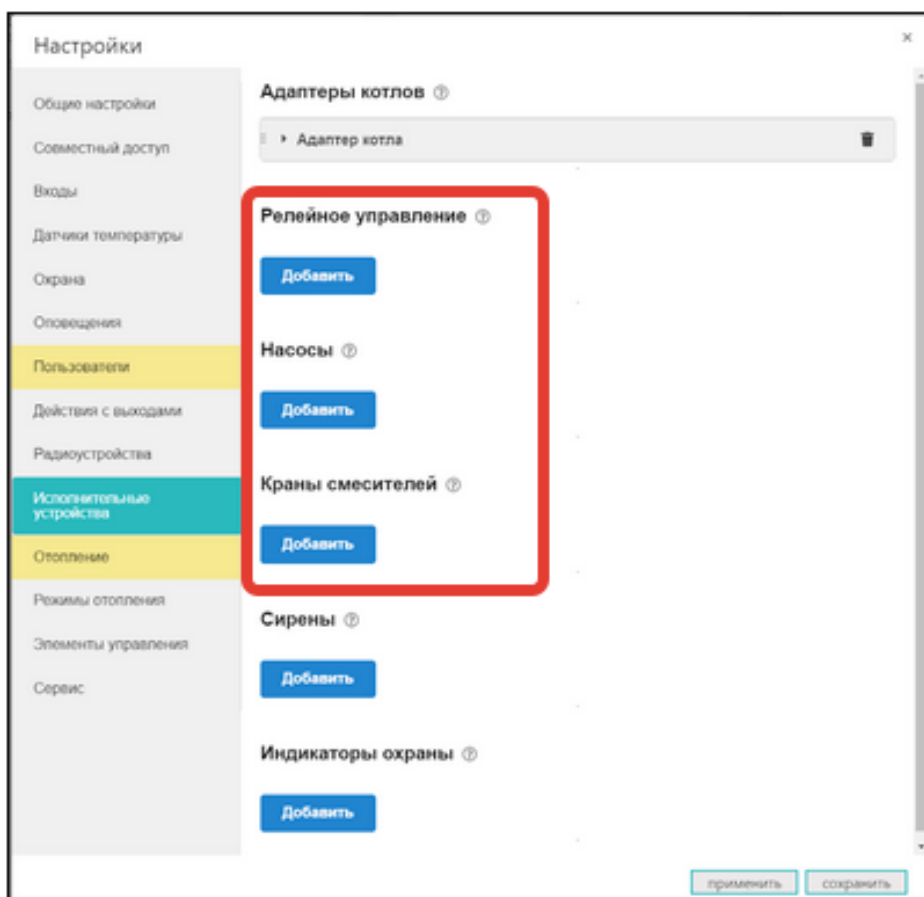 Настройки
Общие настройки
Совместный доступ
Входы
Датчики температуры
Охрана
Оповещения
Пользователи
Действия с выходами
Радиоустройства
Исполнительные
устройства
Отопление
Режимы отопления
Элементы управления
Сервис
Адаптеры котлов
Адаптер котла
Релейное управление
Добавить
Насосы
Добавить
Краны смесителей
Добавить
Сирены
Добавить
Индикаторы охраны
Добавить
применить
сохранить